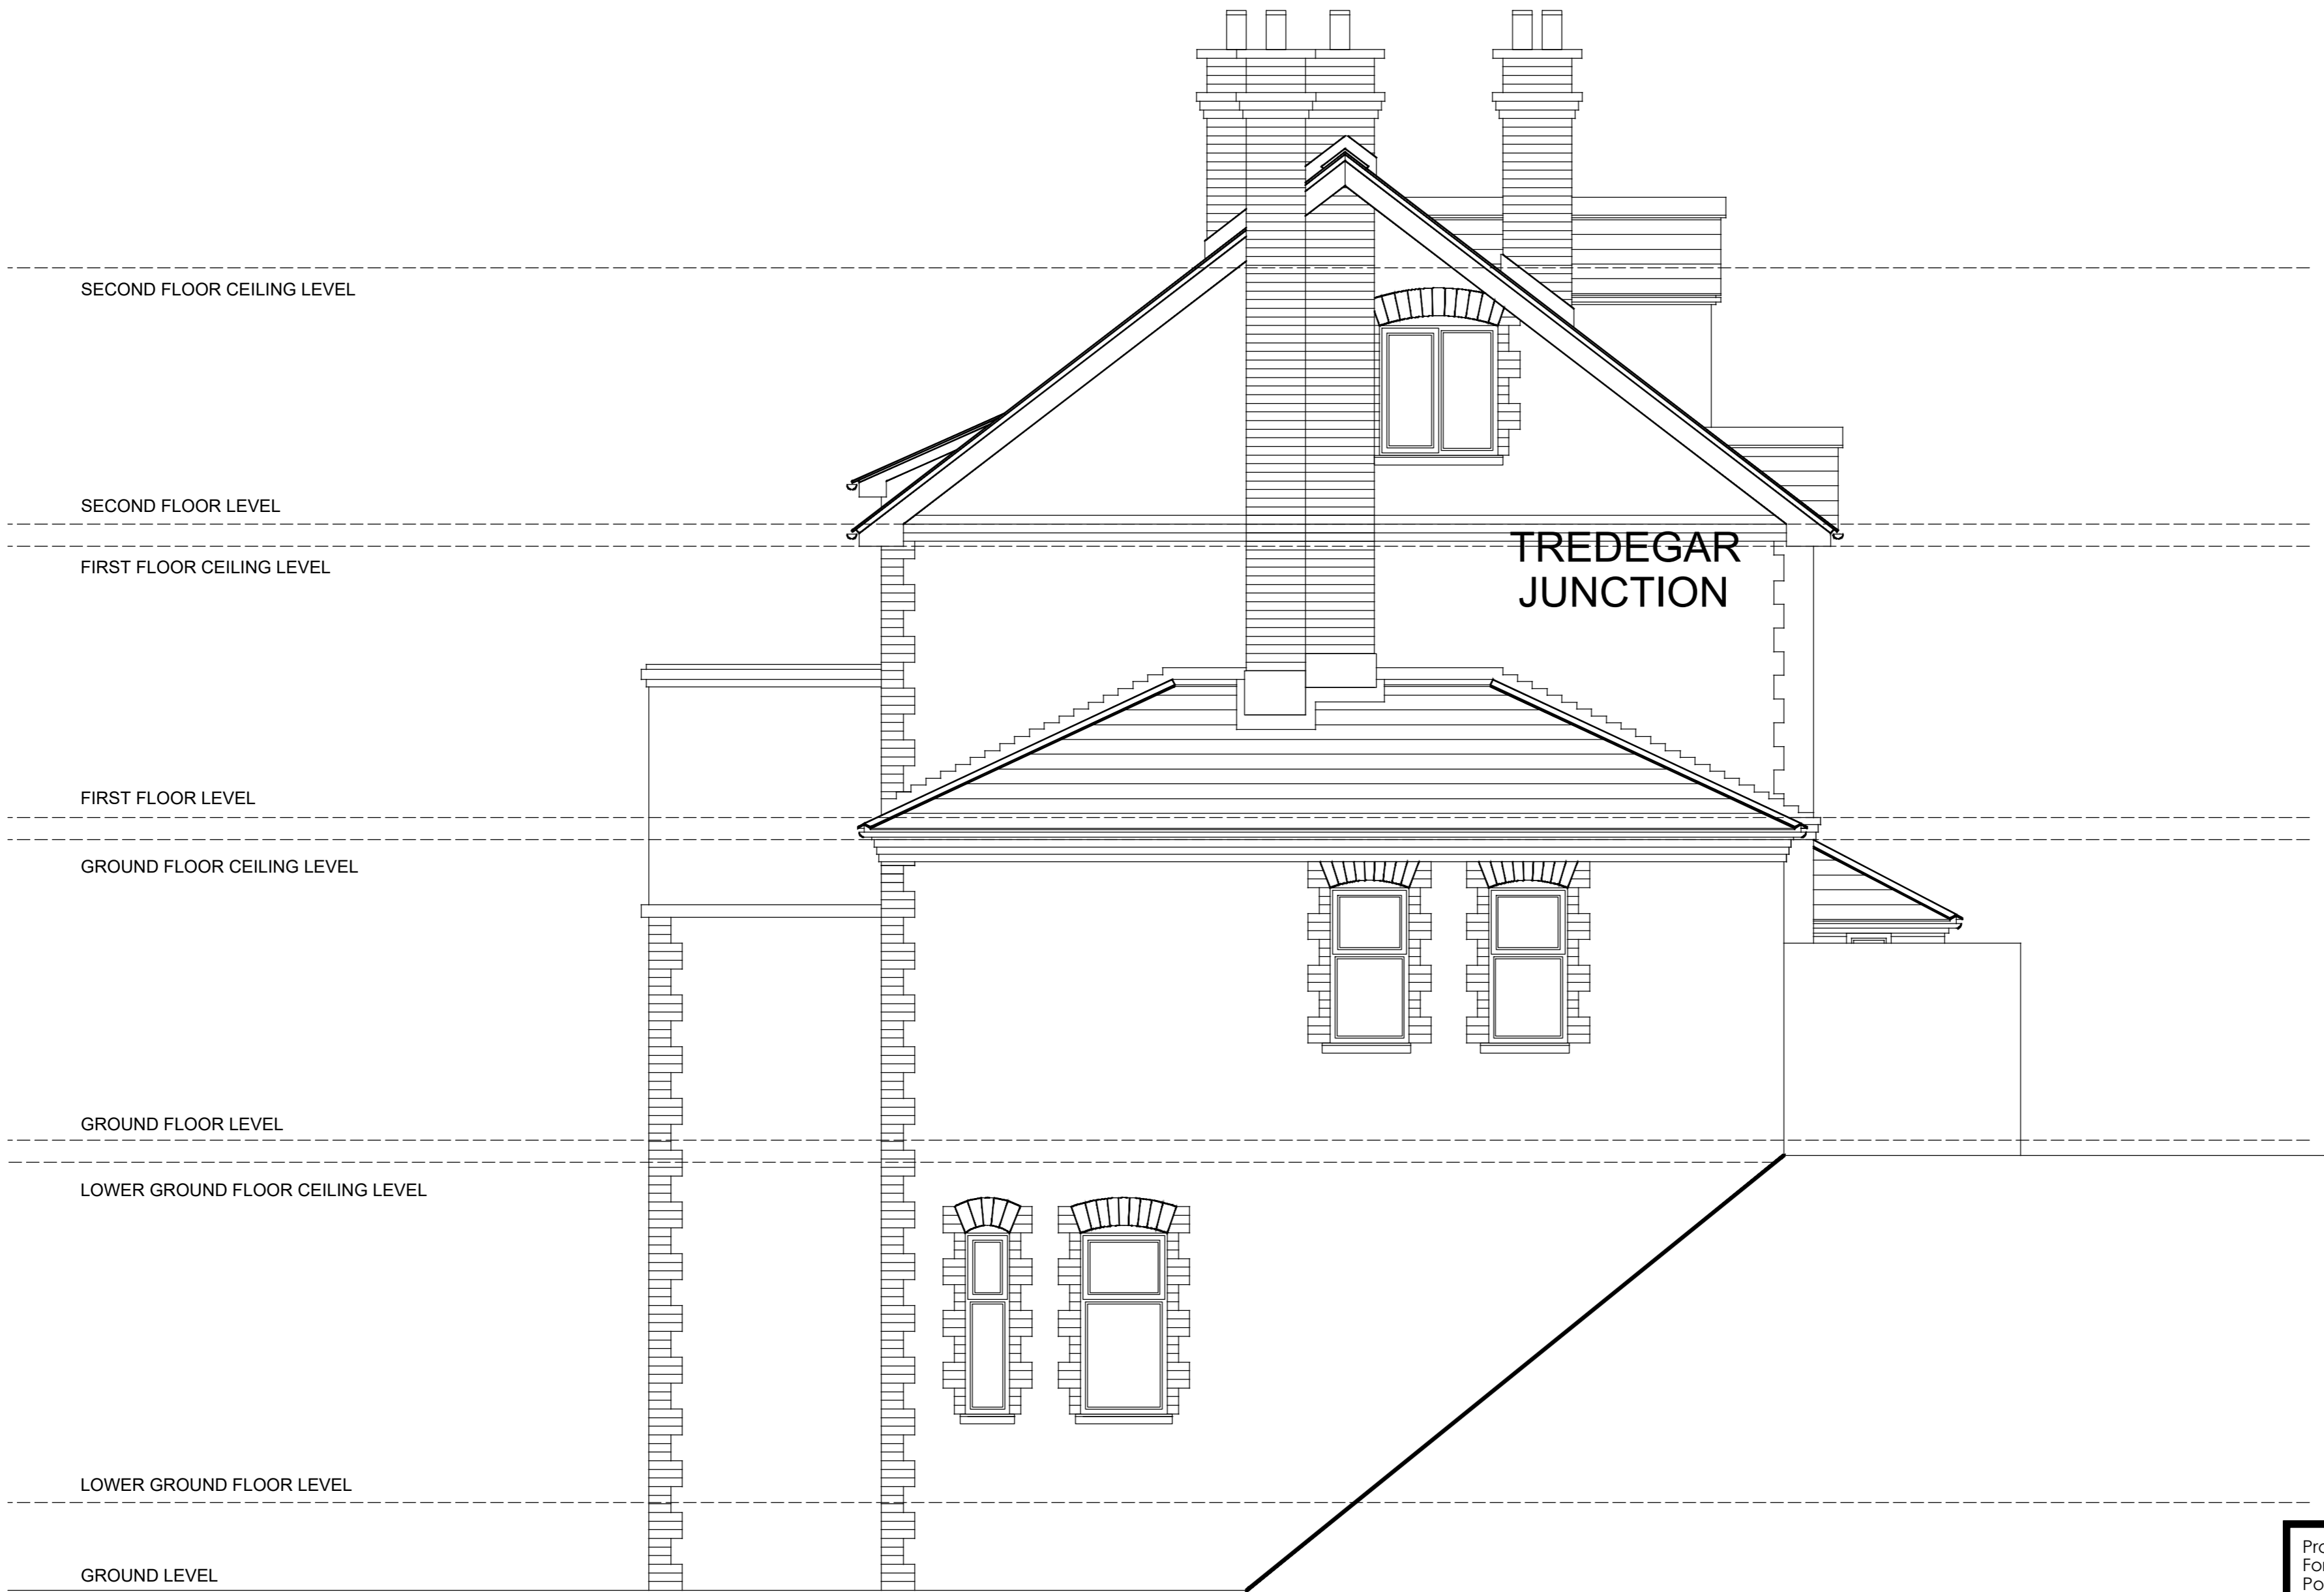 SECOND FLOOR CEILING LEVEL
SECOND FLOOR LEVEL
TREDEGAR
JUNCTION
FIRST FLOOR CEILING LEVEL
FIRST FLOOR LEVEL
GROUND FLOOR CEILING LEVEL
GROUND FLOOR LEVEL
LOWER GROUND FLOOR CEILING LEVEL
LOWER GROUND FLOOR LEVEL
GROUND LEVEL